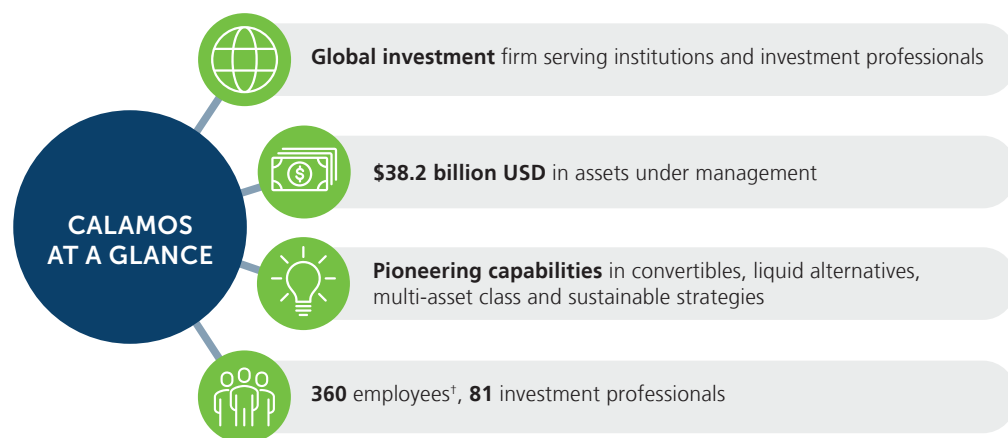 Global investment firm serving institutions and investment professionals
$38.2 billion USD in assets under management
CALAMOS
AT A GLANCE
Pioneering capabilities in convertibles, liquid alternatives,
multi-asset class and sustainable strategies
360 employees†, 81 investment professionals